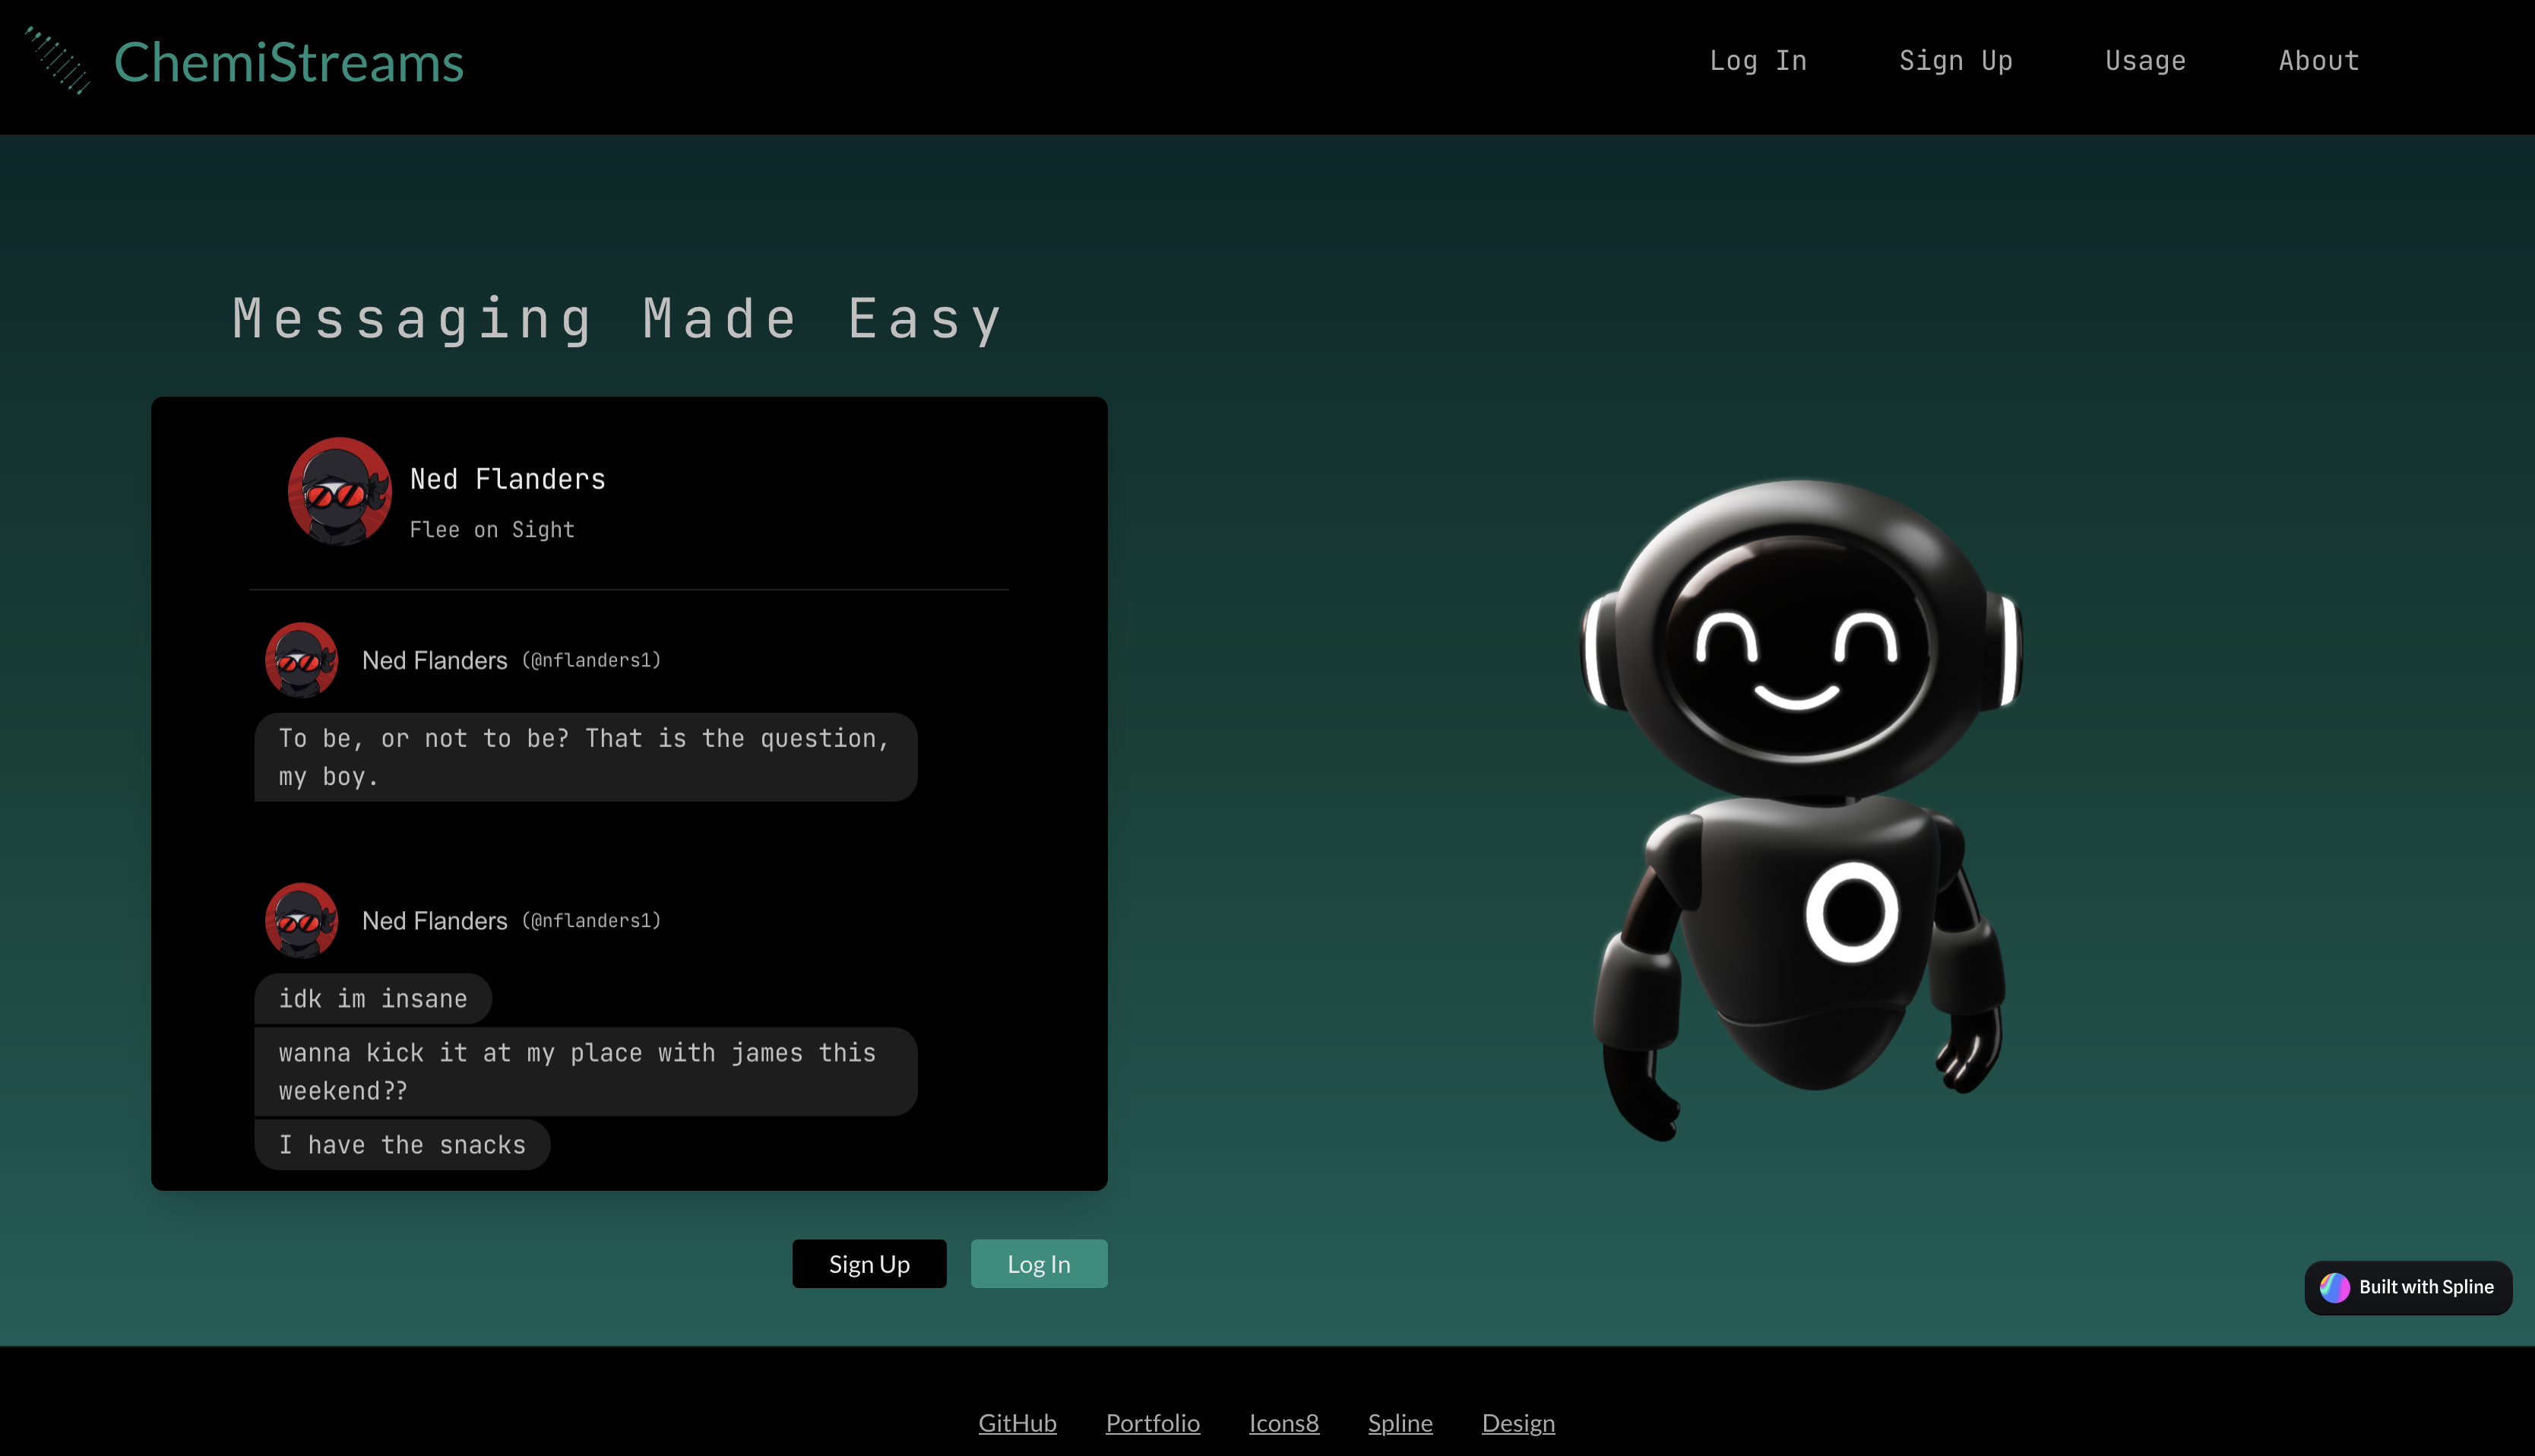 ChemiStreams
Log In
Sign Up
Usage
About
Messaging Made Easy
Ned Flanders
Flee on Sight
Ned Flanders (@nflanders1)
To be, or not to be? That is the question,
my boy.
Ned Flanders (@nflanders1)
idk im insane
wanna kick it at my place with james this
weekend??
I have the snacks
Sign Up
Log In
Built with Spline
GitHub
Portfolio
Icons8
Spline
Design